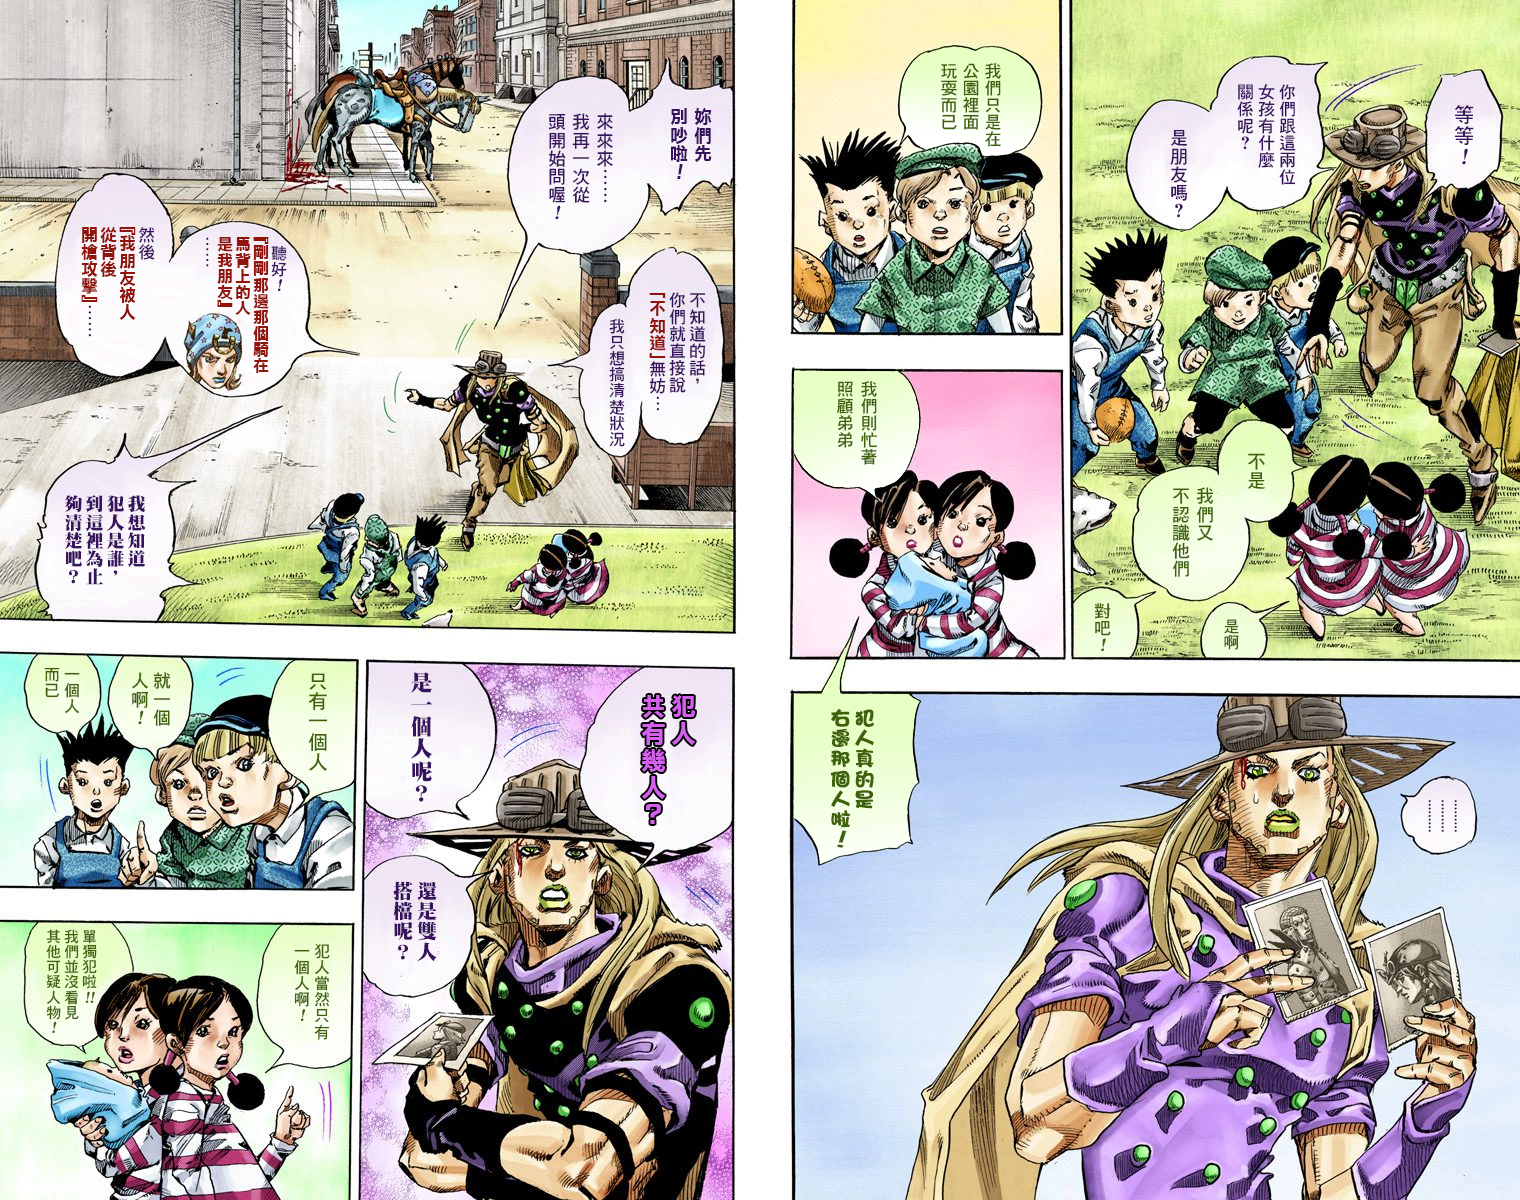 等等！
你們跟這兩位
女孩有什麼
關係呢？
是朋友嗎？
不是
我們又
不認識他們
是啊
對吧！
我們只是在
公園裡面
玩耍而已
我們則忙著
照顧弟弟
犯人真的是
右邊那個人啦！
⋯⋯
妳們先
別吵啦！
來來來⋯⋯
我再一次從
頭開始問喔！
不知道的話，
你們就直接說
「不知道」無妨⋯
我只想搞清楚狀況
聽好！
『剛剛那邊那個騎在
馬背上的人
是我朋友』
⋯⋯
然後
『我朋友被人
從背後
開槍攻擊』⋯⋯
我想知道
犯人是誰，
到這裡為止
夠清楚吧？
犯人
共有幾人？
是一個人呢？
還是雙人
搭檔呢？
只有一個人
就一個
人啊！
一個人
而已
犯人當然只有
一個人啊！
單獨犯啦!!
我們並沒看見
其他可疑人物！